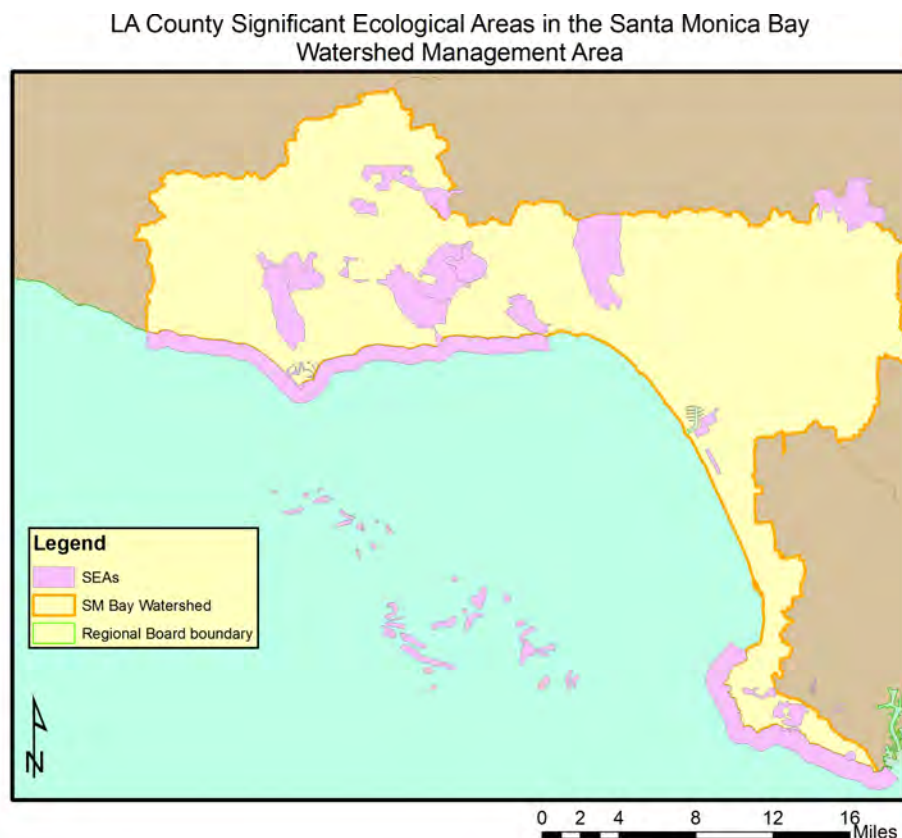 LA County Significant Ecological Areas in the Santa Monica Bay
Watershed Management Area
Legend
SEAs
SM Bay Watershed
Regional Board boundary
N
0 2 4 8 12 16
Miles